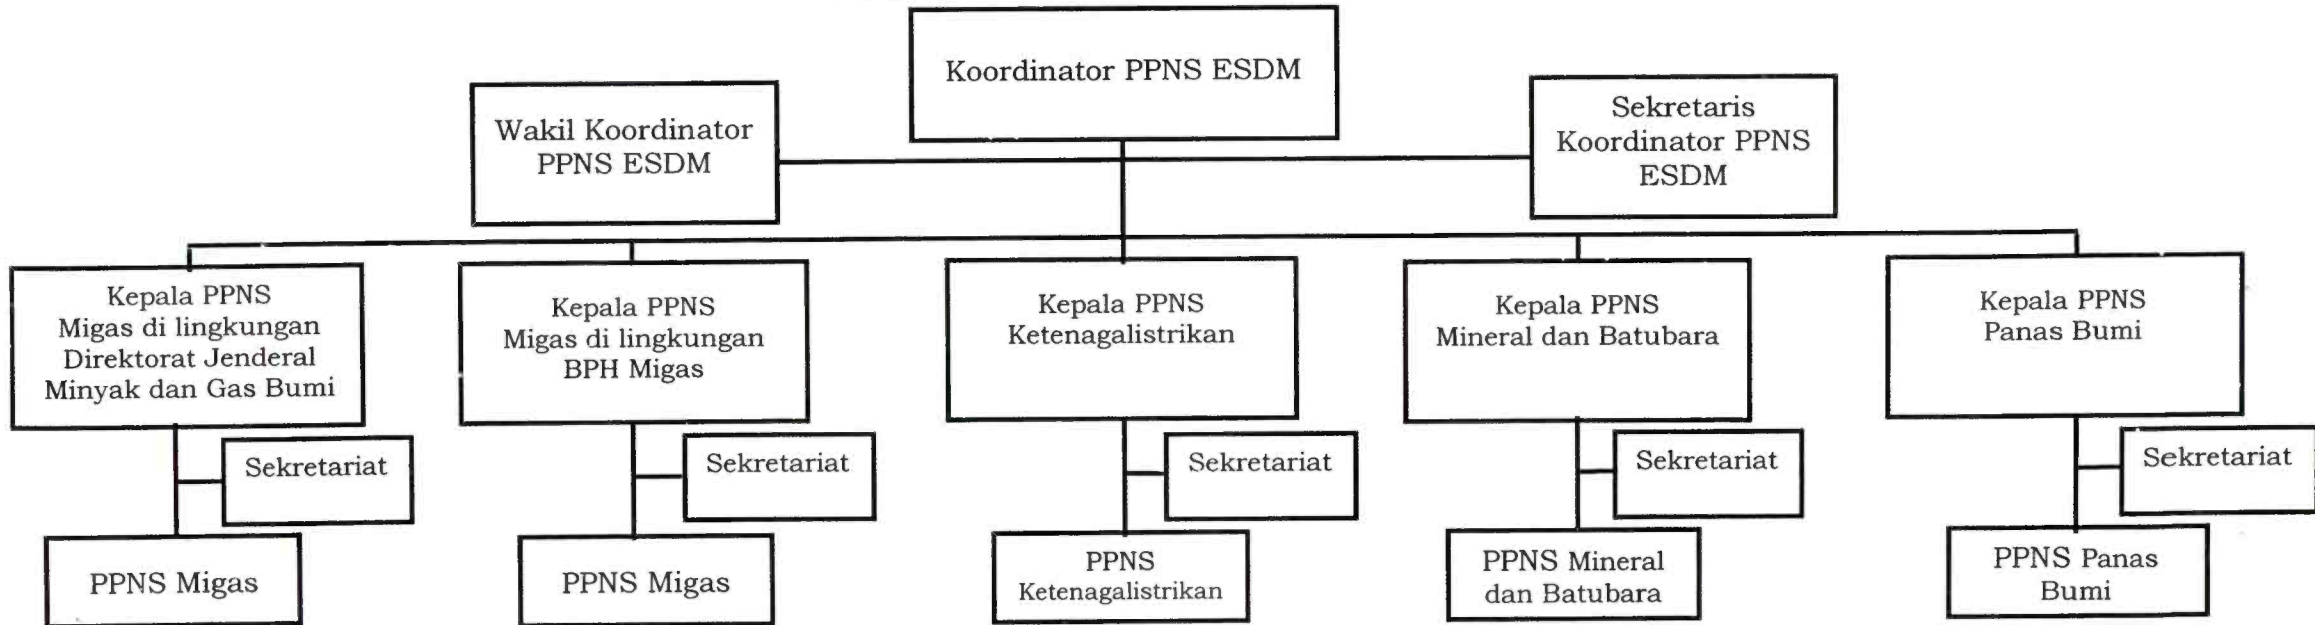 Koordinator PPNS ESDM
Wakil Koordinator
PPNS ESDM
Sekretaris
Koordinator PPNS
ESDM
Kepala PPNS
Migas di lingkungan
Direktorat Jenderal
Minyak dan Gas Bumi
Kepala PPNS
Migas di lingkungan
BPH Migas
Kepala PPNS
Ketenagalistrikan
Kepala PPNS
Mineral dan Batubara
Kepala PPNS
Panas Bumi
Sekretariat
Sekretariat
Sekretariat
Sekretariat
Sekretariat
PPNS Migas
PPNS Migas
PPNS
Ketenagalistrikan
PPNS Mineral
dan Batubara
PPNS Panas
Bumi